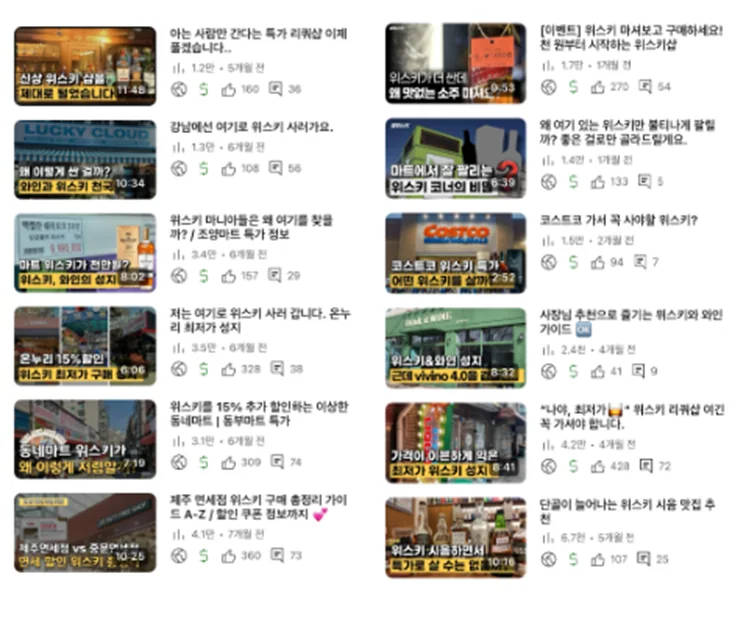 아는 사람만 간다는 특가 리쿼샵 이제
풀겠습니다..
1.2만 • 5개월 전
160 36
신상 위스키 샵을
제대로 털었습니다
11:48
강남에선 여기로 위스키 사러가요.
1.3만 • 6개월 전
108 56
LUCKY CLOUD
왜 이렇게 싼 걸까?
와인과 위스키 천국
10:34
위스키 마니아들은 왜 여기를 찾을
까? / 조양마트 특가 정보
3.4만 • 6개월 전
157 29
마트 위스키가 천만원?
위스키, 와인의 성지
8:02
저는 여기로 위스키 사러 갑니다. 온누
리 최저가 성지
3.5만 • 6개월 전
328 38
온누리 15%할인
위스키 최저가 구매 성지
6:06
위스키를 15% 추가 할인하는 이상한
동네마트 | 동부마트 특가
3.1만 • 6개월 전
309 74
동네마트 위스키가
왜 이렇게 저렴할
7:19
제주 면세점 위스키 구매 총정리 가이
드 A-Z / 할인 쿠폰 정보까지 💕
4.1만 • 7개월 전
360 73
제주면세점 vs 중문면세점
면세 할인 위스키
10:25
[이벤트] 위스키 마셔보고 구매하세요!
천 원부터 시작하는 위스키샵
1.7만 • 1개월 전
270 54
위스키가 더 싼데
왜 맛없는 소주 마셔
9:53
왜 여기 있는 위스키만 불티나게 팔릴
까? 좋은 걸로만 골라드릴게요.
1.4만 • 1개월 전
133 5
마트에서 잘 팔리는
위스키 코너의 비밀
6:39
코스트코 가서 꼭 사야할 위스키?
1.5만 • 2개월 전
94 7
COSTCO
코스트코 위스키 특가
어떤 위스키를 살까
2:52
사장님 추천으로 즐기는 위스키와 와인
가이드 🆗
2.4천 • 4개월 전
41 9
위스키&와인 성지
근데 vivino 4.0을 곁
8:32
"나야, 최저가🥃" 위스키 리쿼샵 여긴
꼭 가셔야 합니다.
4.2만 • 4개월 전
428 72
가격이 이븐하게 익은
최저가 위스키 성지
8:41
단골이 늘어나는 위스키 시음 맛집 추
천
6.7천 • 5개월 전
107 25
위스키 시음하면서
특가로 살 수는 없을
10:16